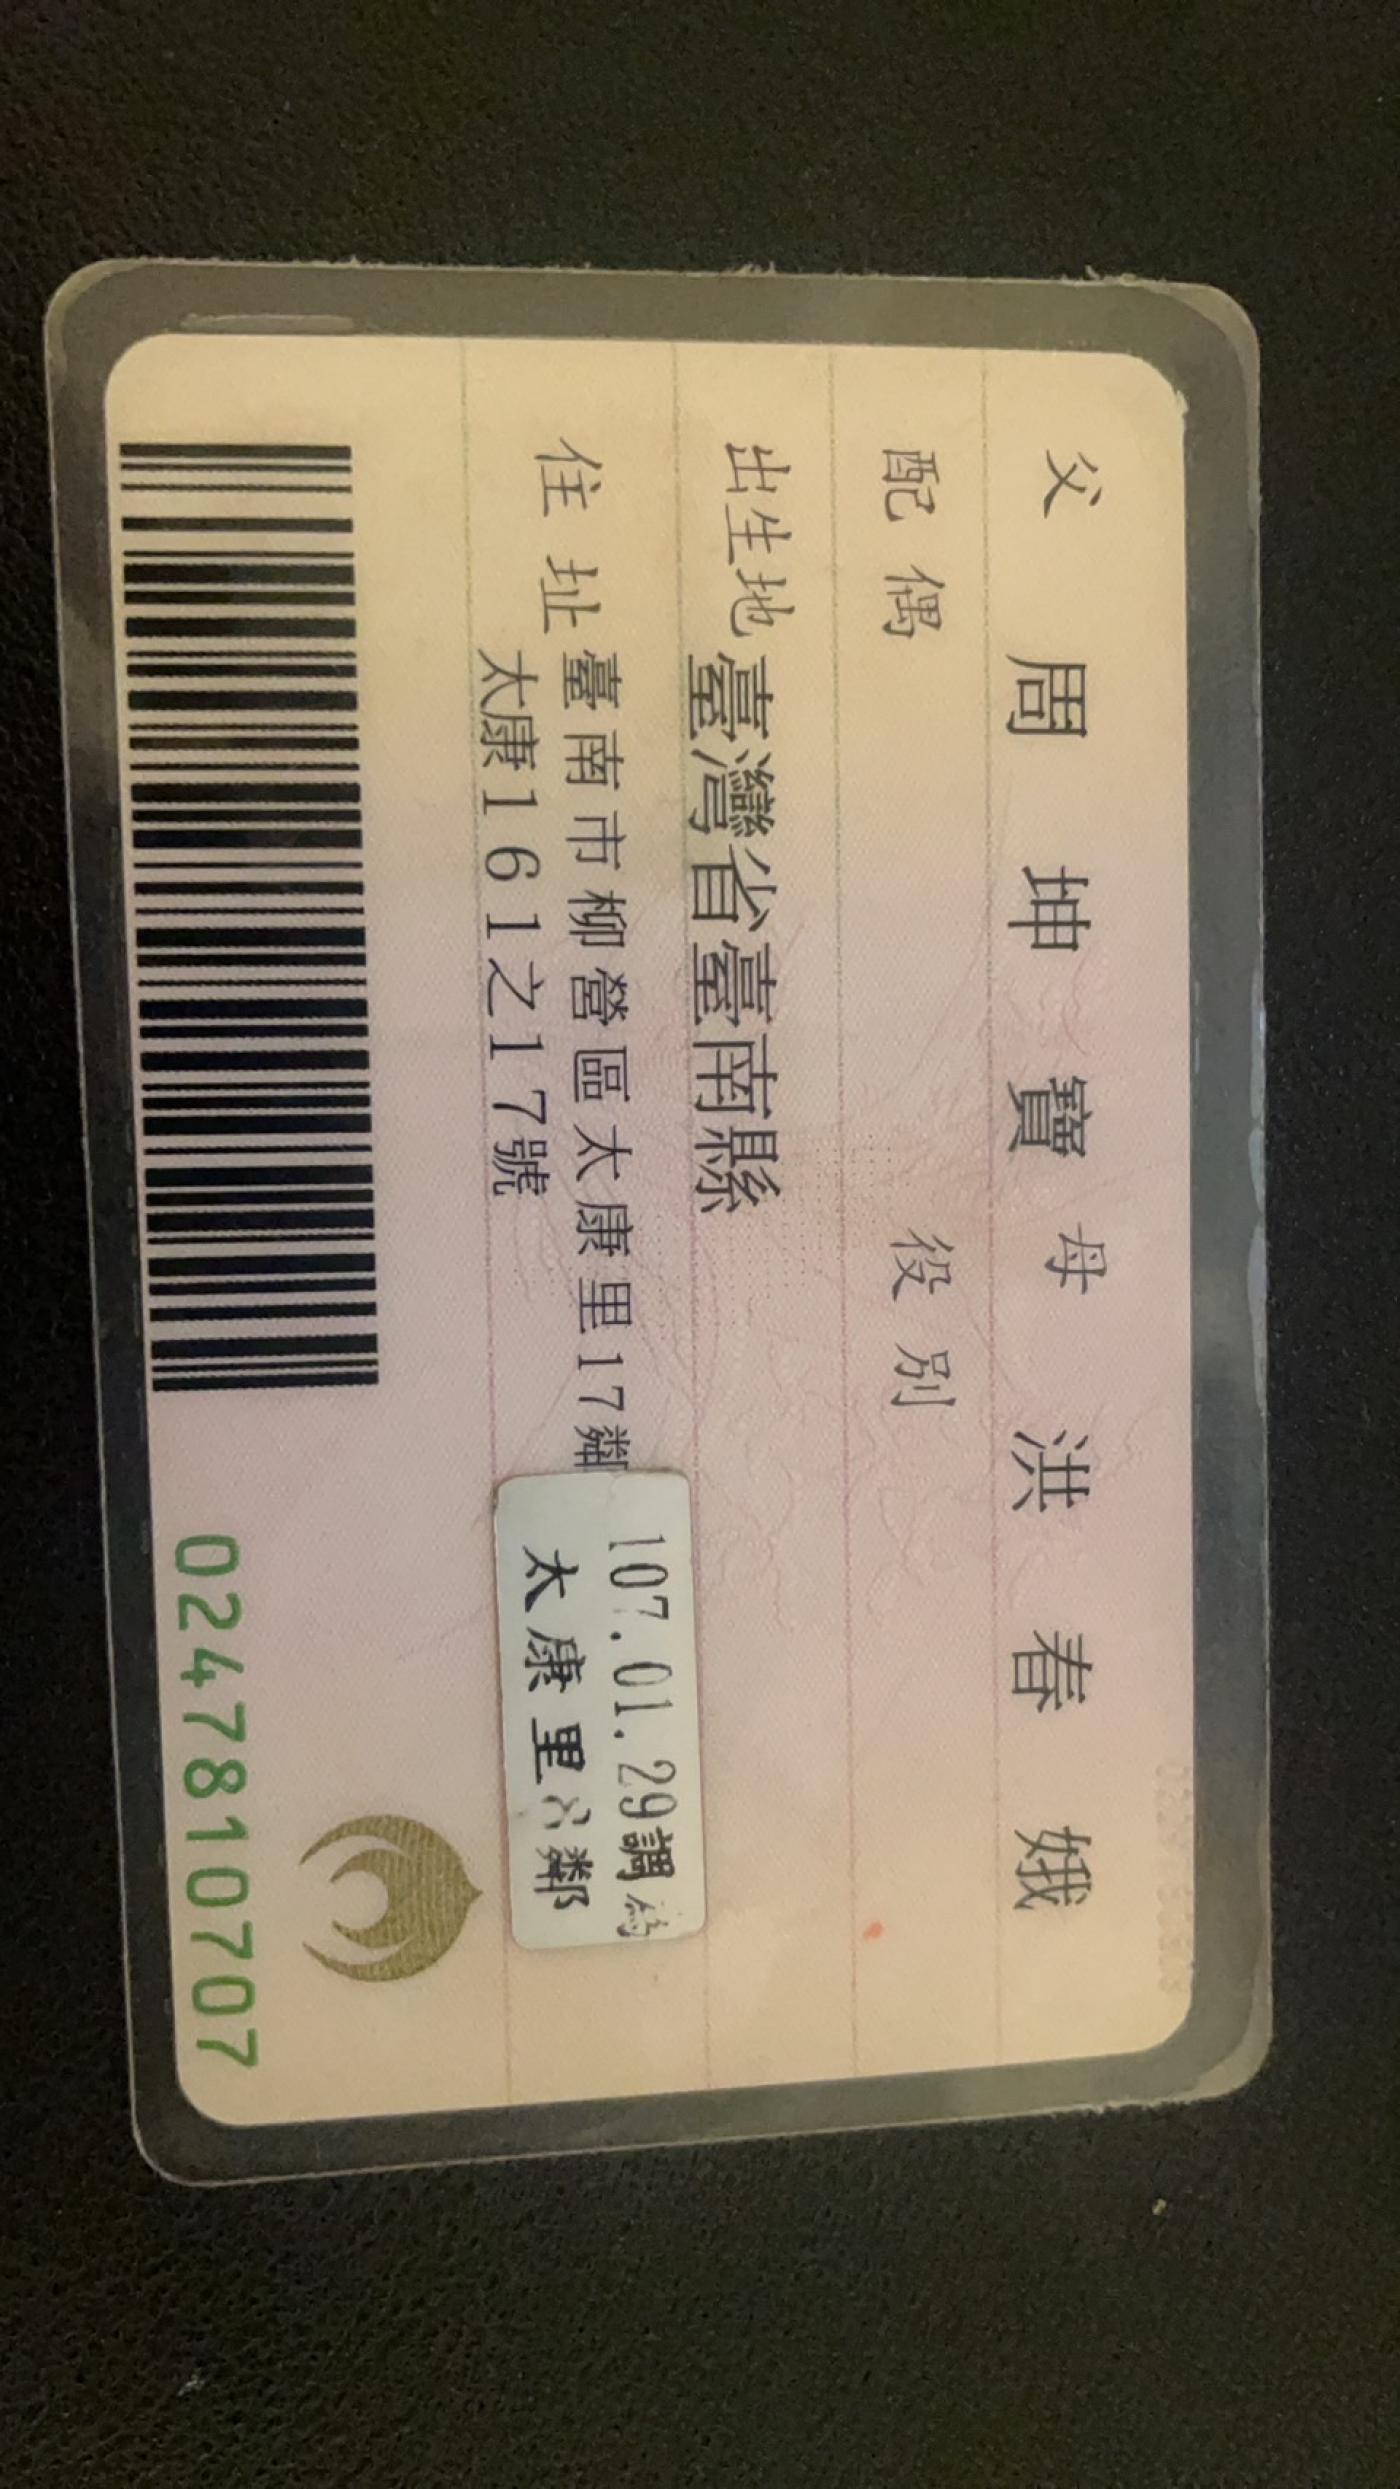 父 周坤寶 母 洪春娥
配偶 役別
出生地 臺灣省臺南縣
住址 臺南市柳營區太康里17鄰
太康161之17號
107.01.29調
太康里六鄰
0247810707